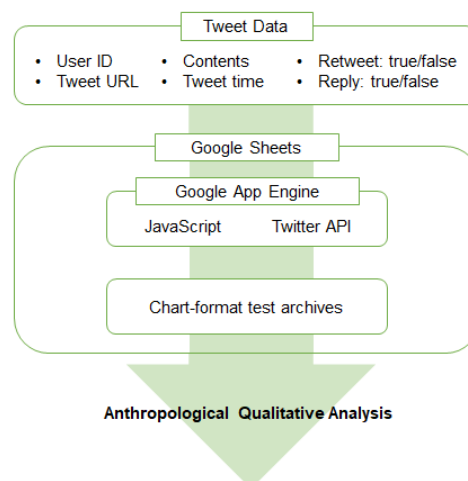 Tweet Data
• User ID • Contents • Retweet: true/false
• Tweet URL • Tweet time • Reply: true/false
Google Sheets
Google App Engine
JavaScript Twitter API
Chart-format test archives
Anthropological Qualitative Analysis